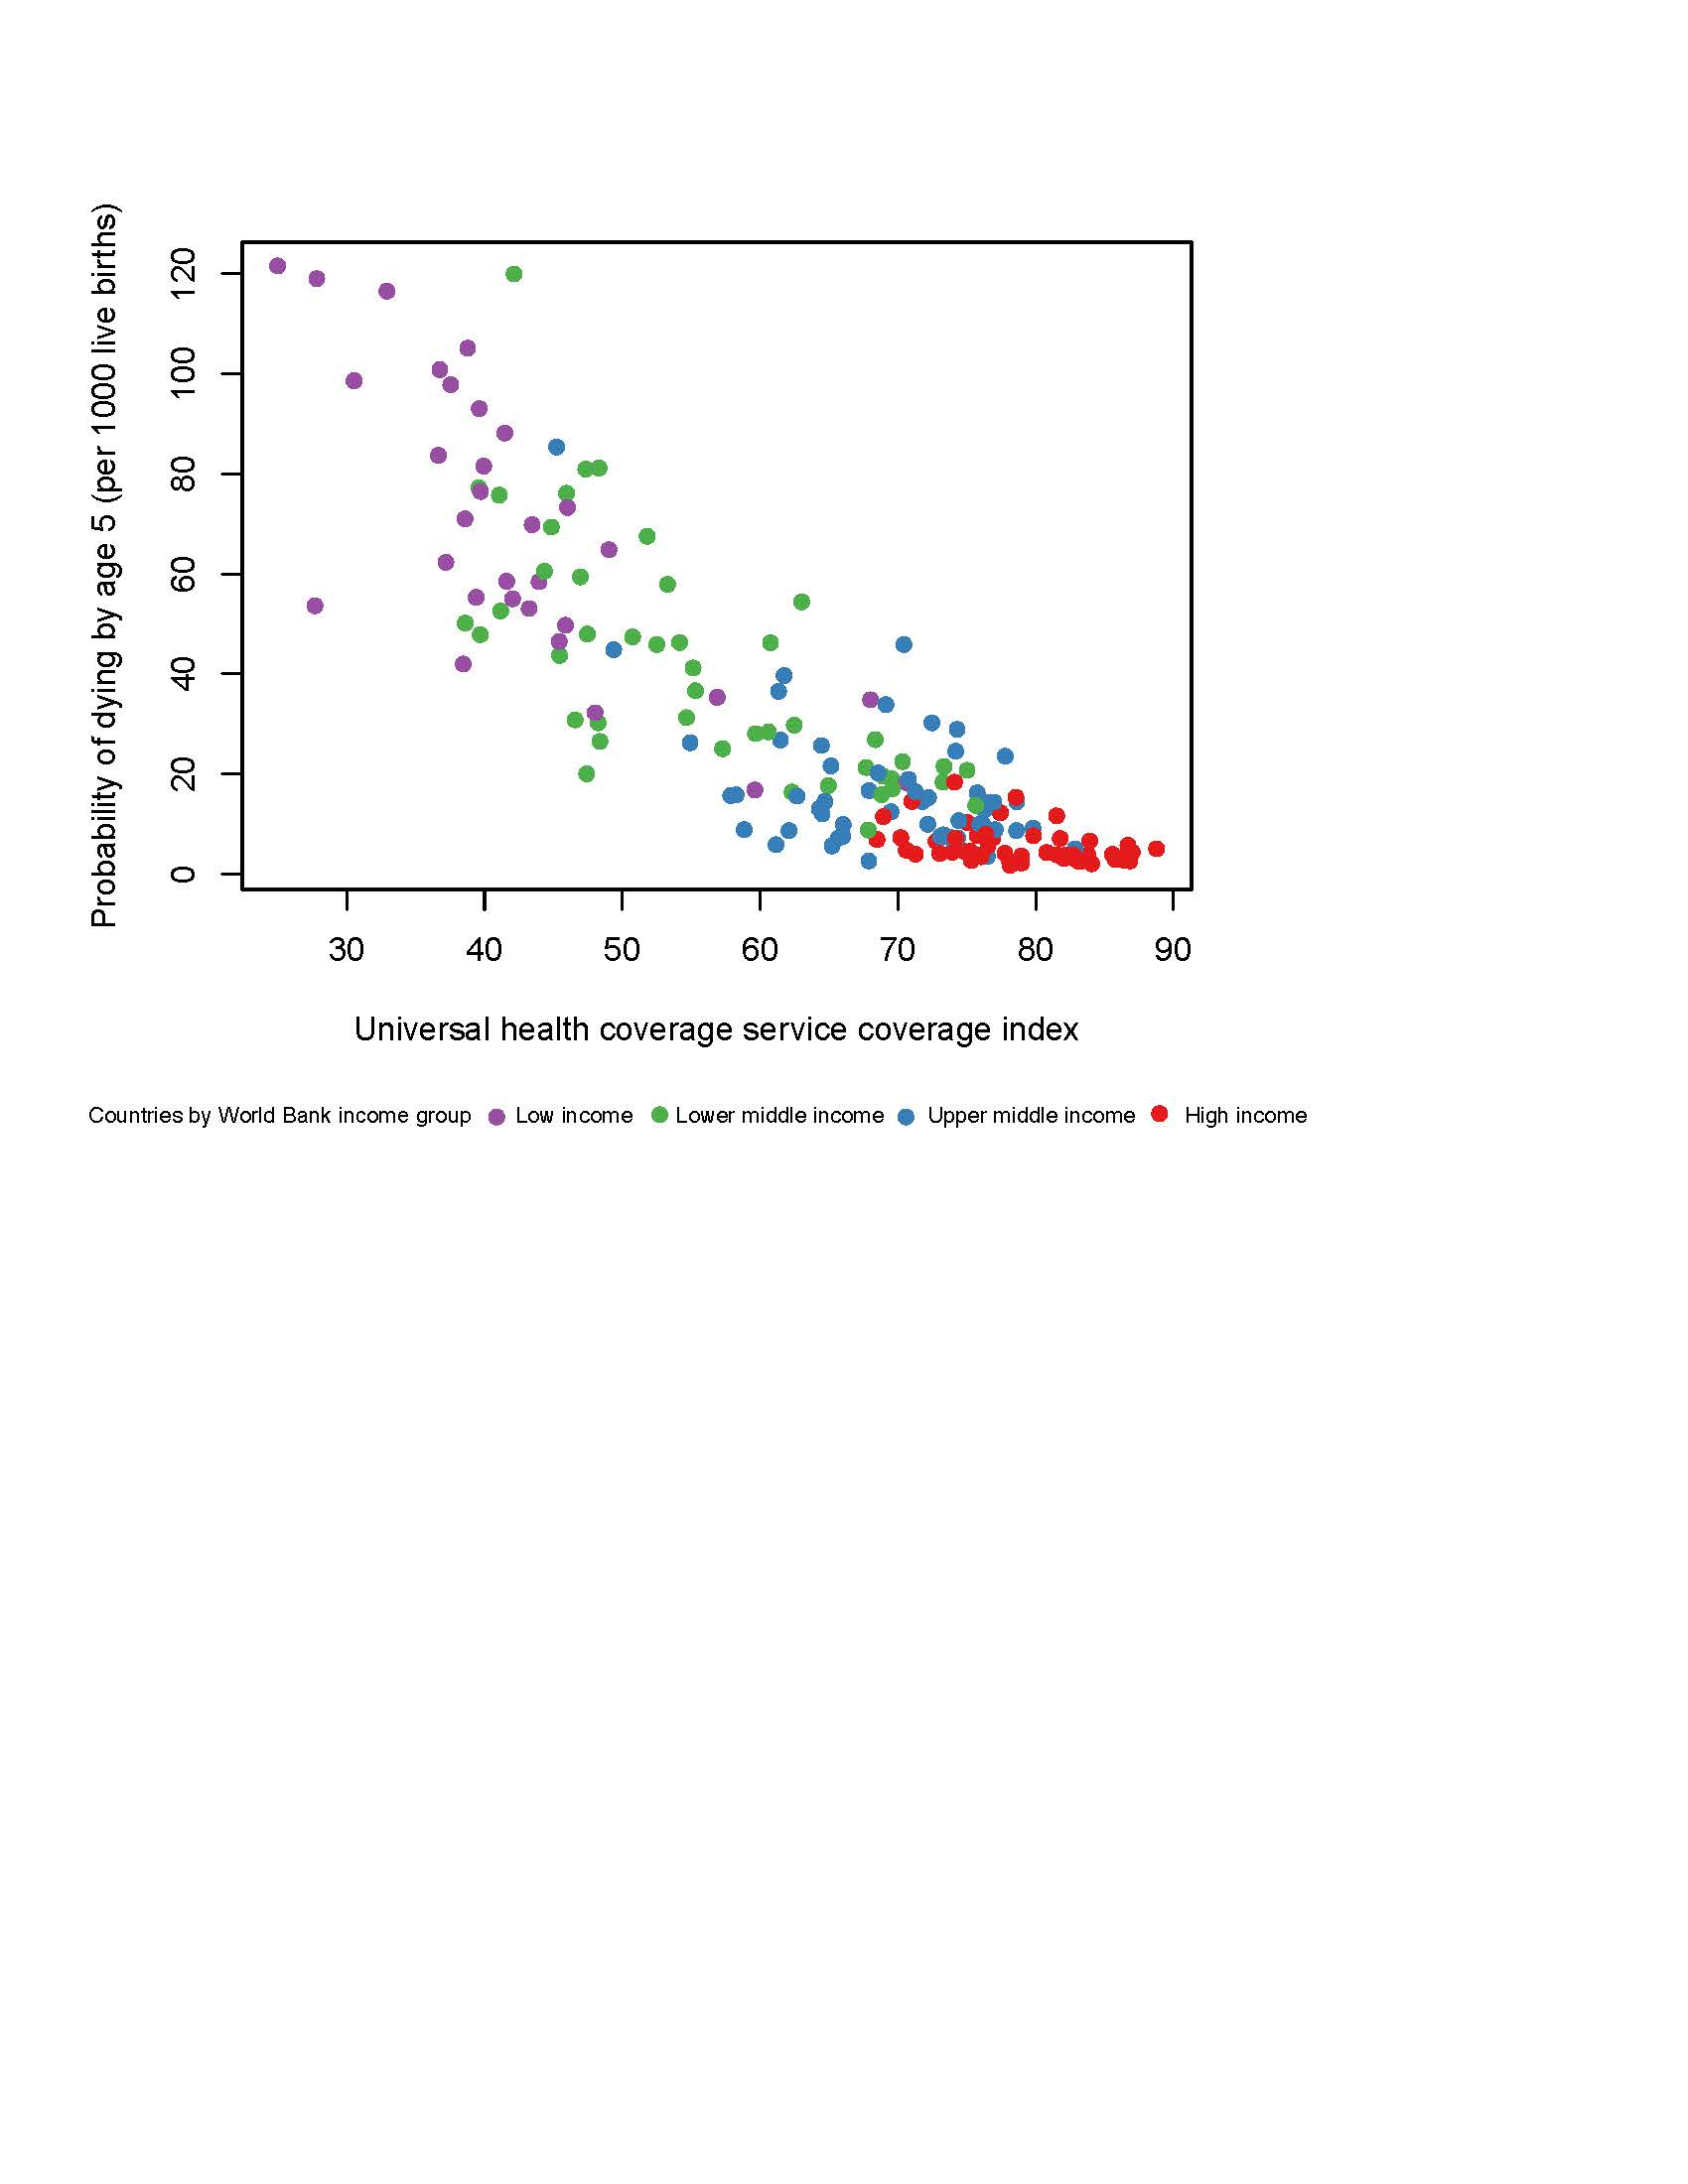 Probability of dying by age 5 (per 1000 live births)
120
100
80
60
40
20
0
30 40 50 60 70 80 90
Universal health coverage service coverage index
Countries by World Bank income group Low income Lower middle income Upper middle income High income